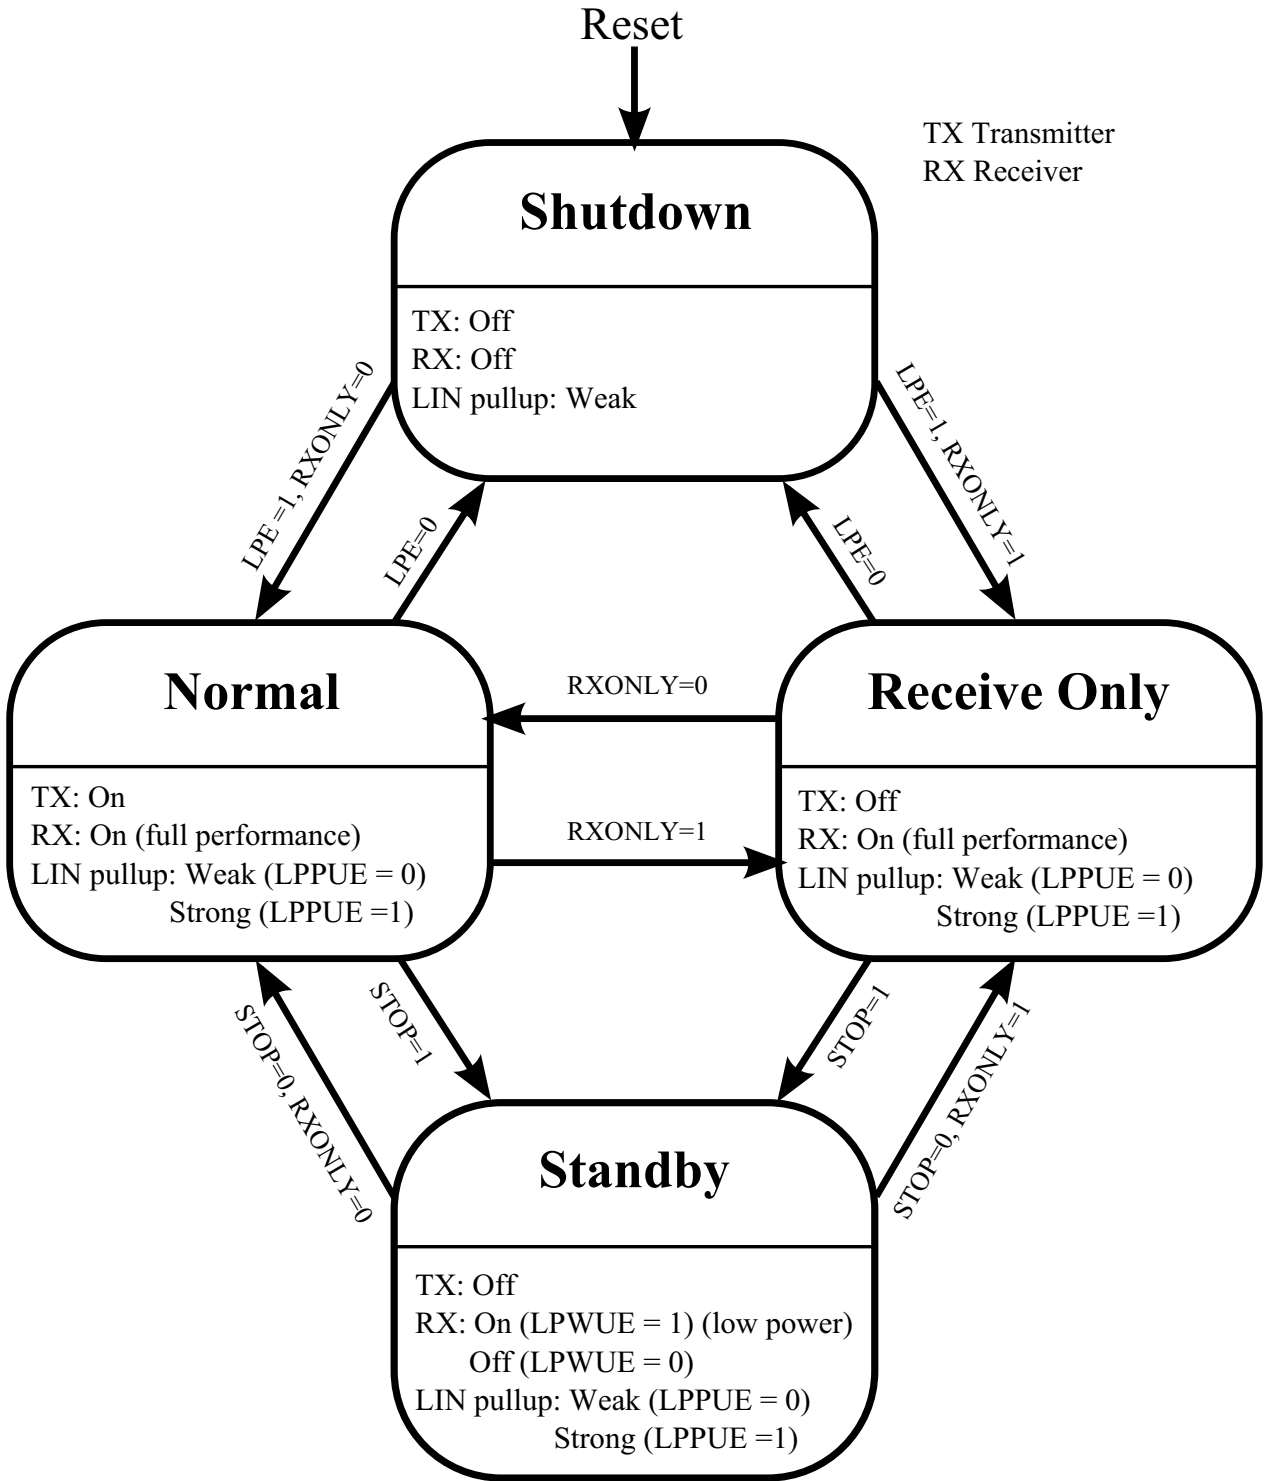 Reset
TX Transmitter
RX Receiver
Shutdown
TX: Off
RX: Off
LIN pullup: Weak
LPE =1, RXONLY=0
LPE=0
LPE=0
LPE=1, RXONLY=1
Normal
TX: On
RX: On (full performance)
LIN pullup: Weak (LPPUE = 0)
Strong (LPPUE =1)
RXONLY=0
RXONLY=1
Receive Only
TX: Off
RX: On (full performance)
LIN pullup: Weak (LPPUE = 0)
Strong (LPPUE =1)
STOP=0, RXONLY=0
STOP=1
STOP=1
STOP=0, RXONLY=1
Standby
TX: Off
RX: On (LPWUE = 1) (low power)
Off (LPWUE = 0)
LIN pullup: Weak (LPPUE = 0)
Strong (LPPUE =1)